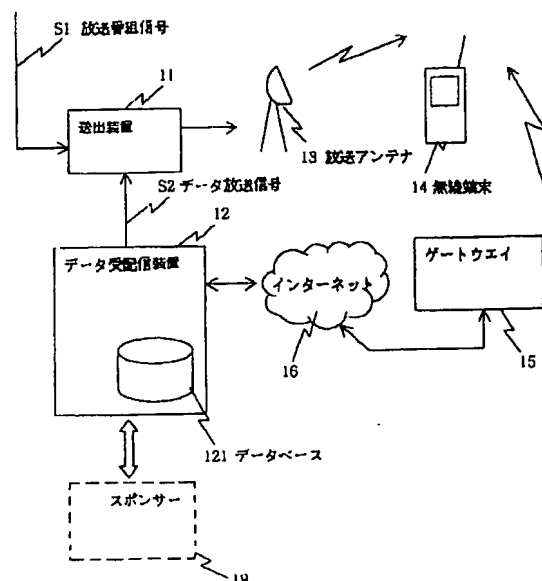 S1 放送番組信号
11
送出装置
13 放送アンテナ
14 無線端末
S2 データ放送信号
12
データ受配信装置
インターネット
ゲートウエイ
16
15
121 データベース
スポンサー